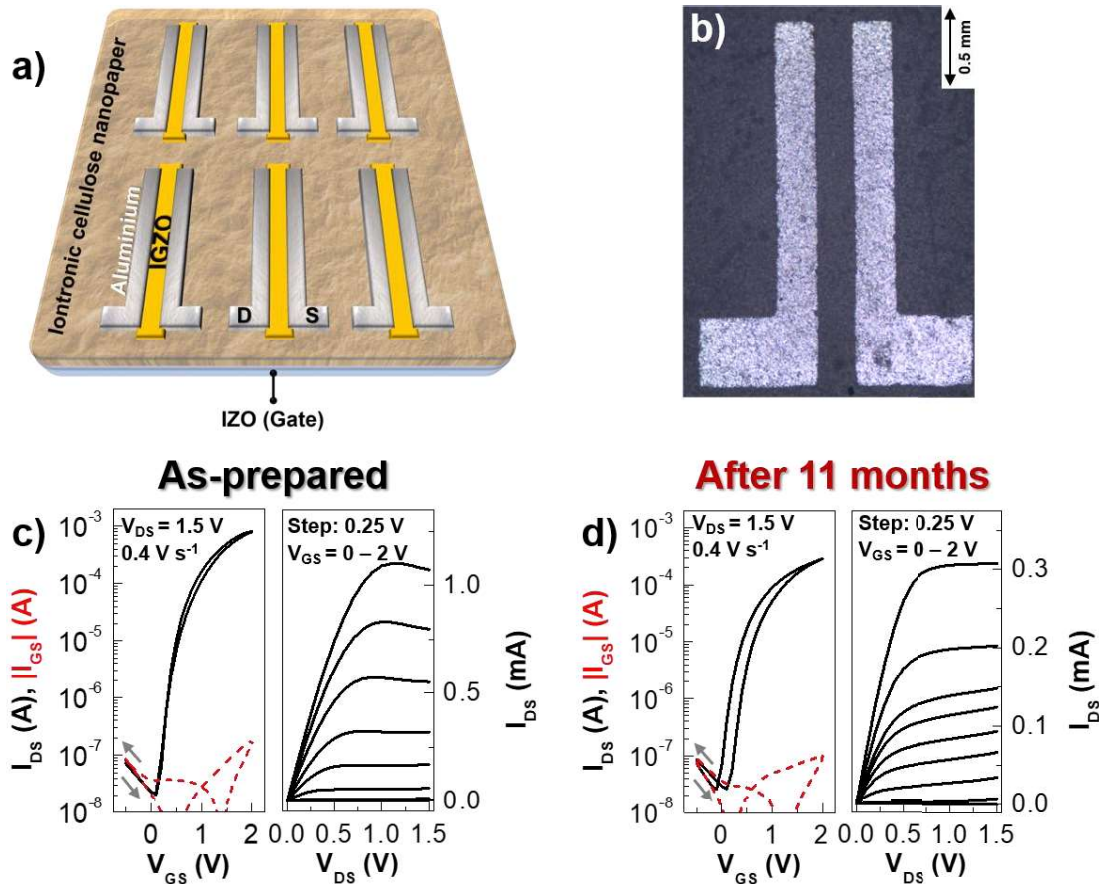 a)
Iontronic cellulose nanopaper
Aluminium
IGZO
D S
IZO (Gate)
b)
0.5 mm
As-prepared
c)
V_DS = 1.5 V
0.4 V s⁻¹
10⁻³
10⁻⁴
10⁻⁵
10⁻⁶
10⁻⁷
10⁻⁸
I_DS (A), |I_GS| (A)
0 1 2
V_GS (V)
Step: 0.25 V
V_GS = 0 – 2 V
1.0
0.5
0.0
I_DS (mA)
0.0 0.5 1.0 1.5
V_DS (V)
After 11 months
d)
V_DS = 1.5 V
0.4 V s⁻¹
10⁻³
10⁻⁴
10⁻⁵
10⁻⁶
10⁻⁷
10⁻⁸
I_DS (A), |I_GS| (A)
0 1 2
V_GS (V)
Step: 0.25 V
V_GS = 0 – 2 V
0.3
0.2
0.1
0.0
I_DS (mA)
0.0 0.5 1.0 1.5
V_DS (V)